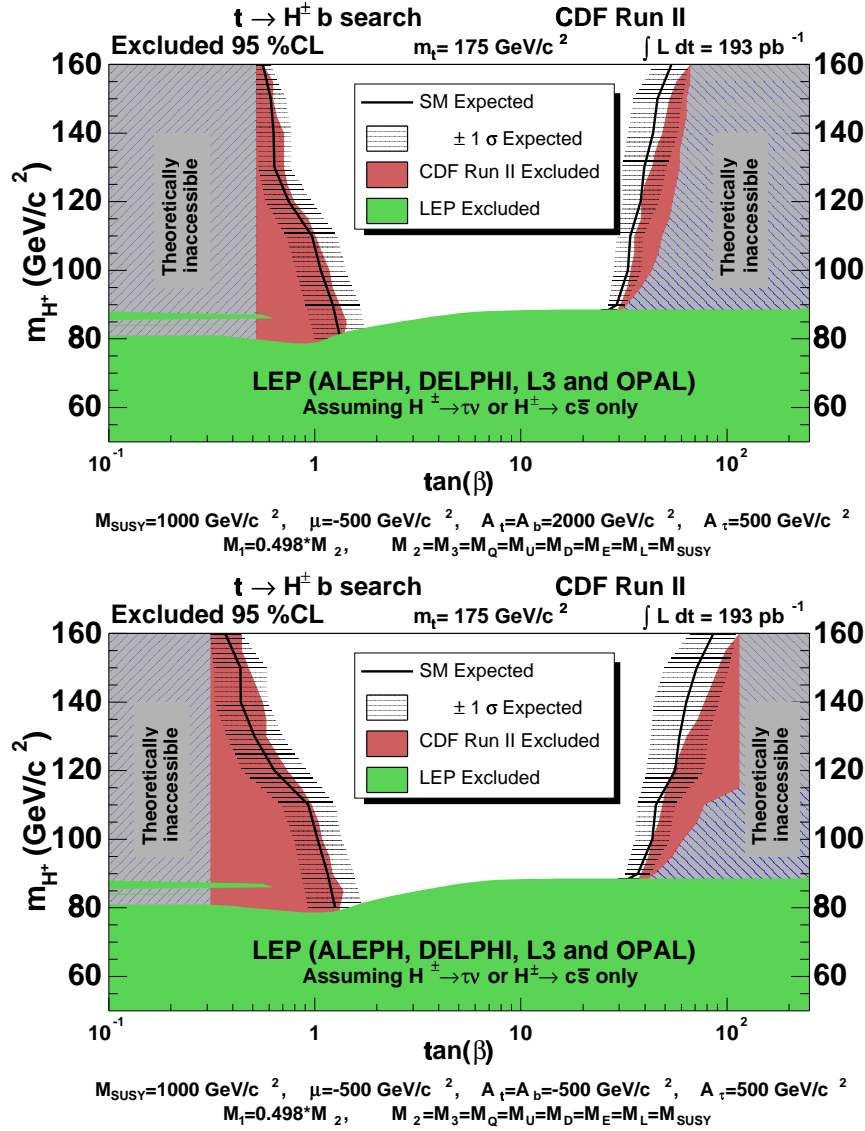 t → H± b search CDF Run II
Excluded 95 %CL mt= 175 GeV/c 2 ∫ L dt = 193 pb -1
160 160
140 140
120 120
100 100
80 80
60 60
mH+ (GeV/c 2)
SM Expected
± 1 σ Expected
CDF Run II Excluded
LEP Excluded
Theoretically
inaccessible
Theoretically
inaccessible
LEP (ALEPH, DELPHI, L3 and OPAL)
Assuming H ± → τν or H± → cs̅ only
10-1 1 10 102
tan(β)
MSUSY=1000 GeV/c 2, μ=-500 GeV/c 2, A t=A b=2000 GeV/c 2, A τ=500 GeV/c 2
M1=0.498*M 2, M 2=M3=MQ=MU=MD=ME=ML=MSUSY
t → H± b search CDF Run II
Excluded 95 %CL mt= 175 GeV/c 2 ∫ L dt = 193 pb -1
160 160
140 140
120 120
100 100
80 80
60 60
mH+ (GeV/c 2)
SM Expected
± 1 σ Expected
CDF Run II Excluded
LEP Excluded
Theoretically
inaccessible
Theoretically
inaccessible
LEP (ALEPH, DELPHI, L3 and OPAL)
Assuming H ± → τν or H± → cs̅ only
10-1 1 10 102
tan(β)
MSUSY=1000 GeV/c 2, μ=-500 GeV/c 2, A t=A b=-500 GeV/c 2, A τ=500 GeV/c 2
M1=0.498*M 2, M 2=M3=MQ=MU=MD=ME=ML=MSUSY